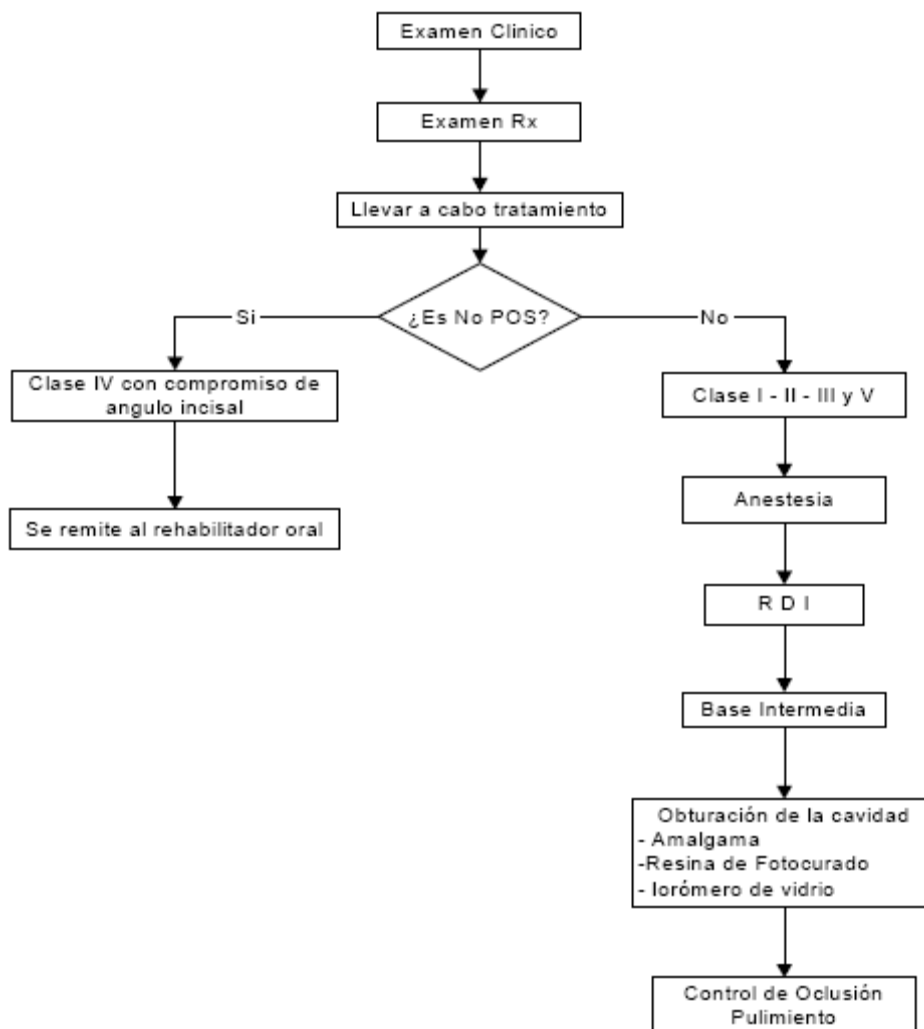 Examen Clinico
Examen Rx
Llevar a cabo tratamiento
¿Es No POS?
Si
No
Clase IV con compromiso de
angulo incisal
Se remite al rehabilitador oral
Clase I - II - III y V
Anestesia
R D I
Base Intermedia
Obturación de la cavidad
- Amalgama
-Resina de Fotocurado
- Iorómero de vidrio
Control de Oclusión
Pulimiento